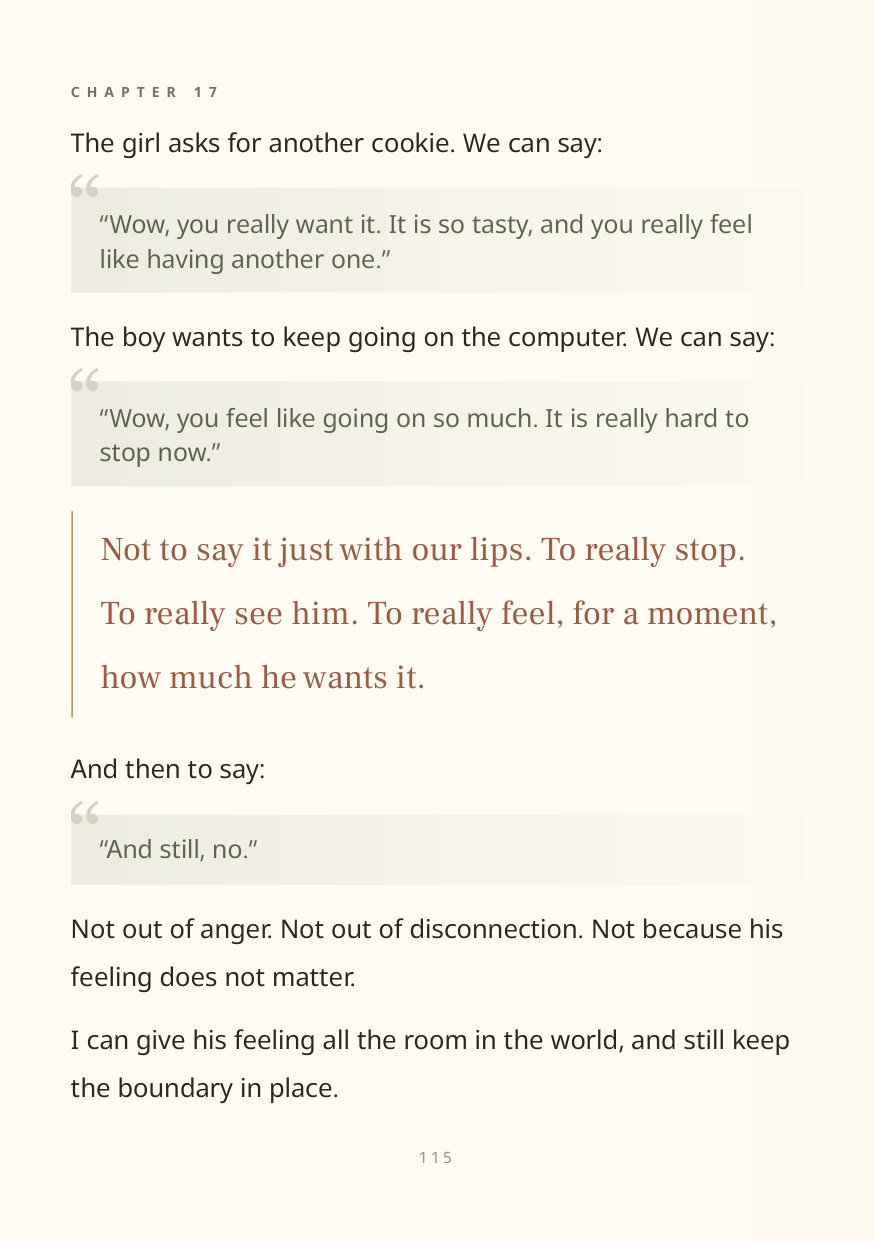 CHAPTER 17
The girl asks for another cookie. We can say:
“
“Wow, you really want it. It is so tasty, and you really feel
like having another one.”
The boy wants to keep going on the computer. We can say:
“
“Wow, you feel like going on so much. It is really hard to
stop now.”
Not to say it just with our lips. To really stop.
To really see him. To really feel, for a moment,
how much he wants it.
And then to say:
“
“And still, no.”
Not out of anger. Not out of disconnection. Not because his
feeling does not matter.
I can give his feeling all the room in the world, and still keep
the boundary in place.
115